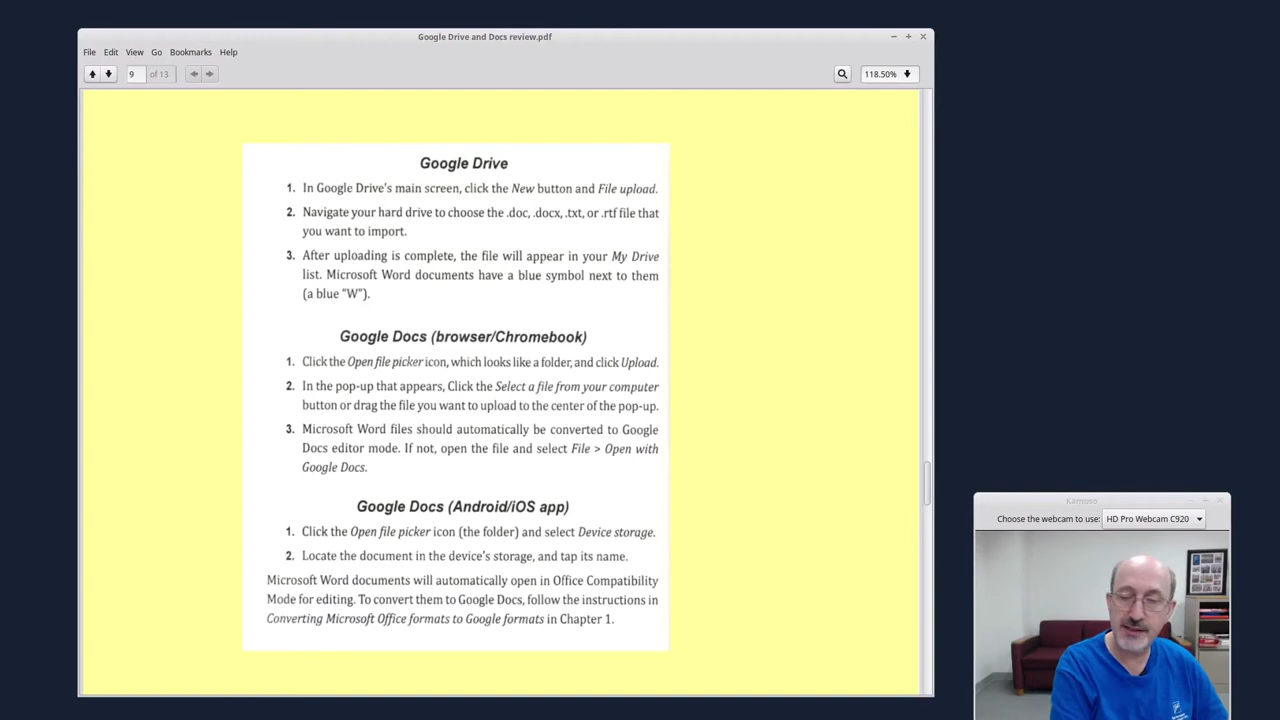 Google Drive and Docs review.pdf
File Edit View Go Bookmarks Help
9 of 13
118.50%
Google Drive
1. In Google Drive's main screen, click the New button and File upload.
2. Navigate your hard drive to choose the .doc, .docx, .txt, or .rtf file that
you want to import.
3. After uploading is complete, the file will appear in your My Drive
list. Microsoft Word documents have a blue symbol next to them
(a blue “W”).
Google Docs (browser/Chromebook)
1. Click the Open file picker icon, which looks like a folder, and click Upload.
2. In the pop-up that appears, Click the Select a file from your computer
button or drag the file you want to upload to the center of the pop-up.
3. Microsoft Word files should automatically be converted to Google
Docs editor mode. If not, open the file and select File > Open with
Google Docs.
Google Docs (Android/iOS app)
1. Click the Open file picker icon (the folder) and select Device storage.
2. Locate the document in the device's storage, and tap its name.
Microsoft Word documents will automatically open in Office Compatibility
Mode for editing. To convert them to Google Docs, follow the instructions in
Converting Microsoft Office formats to Google formats in Chapter 1.
Kamoso
Choose the webcam to use: HD Pro Webcam C920